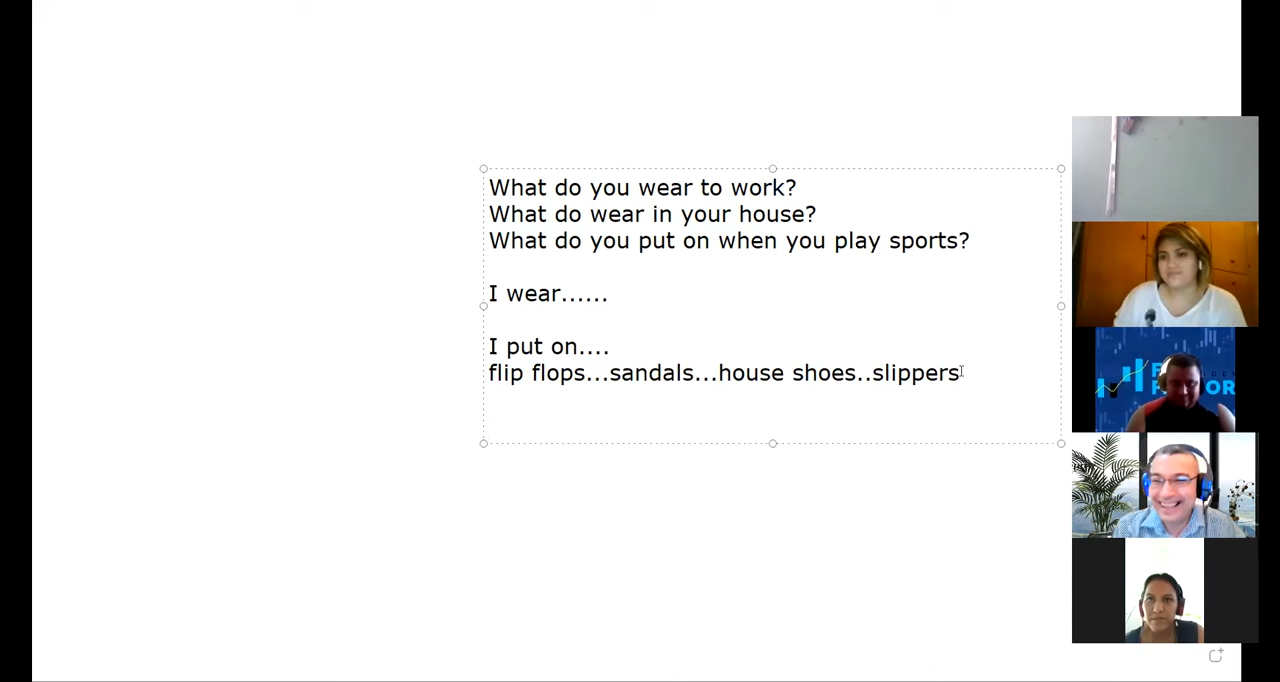 What do you wear to work?
What do wear in your house?
What do you put on when you play sports?
I wear......
I put on....
flip flops...sandals...house shoes..slippers